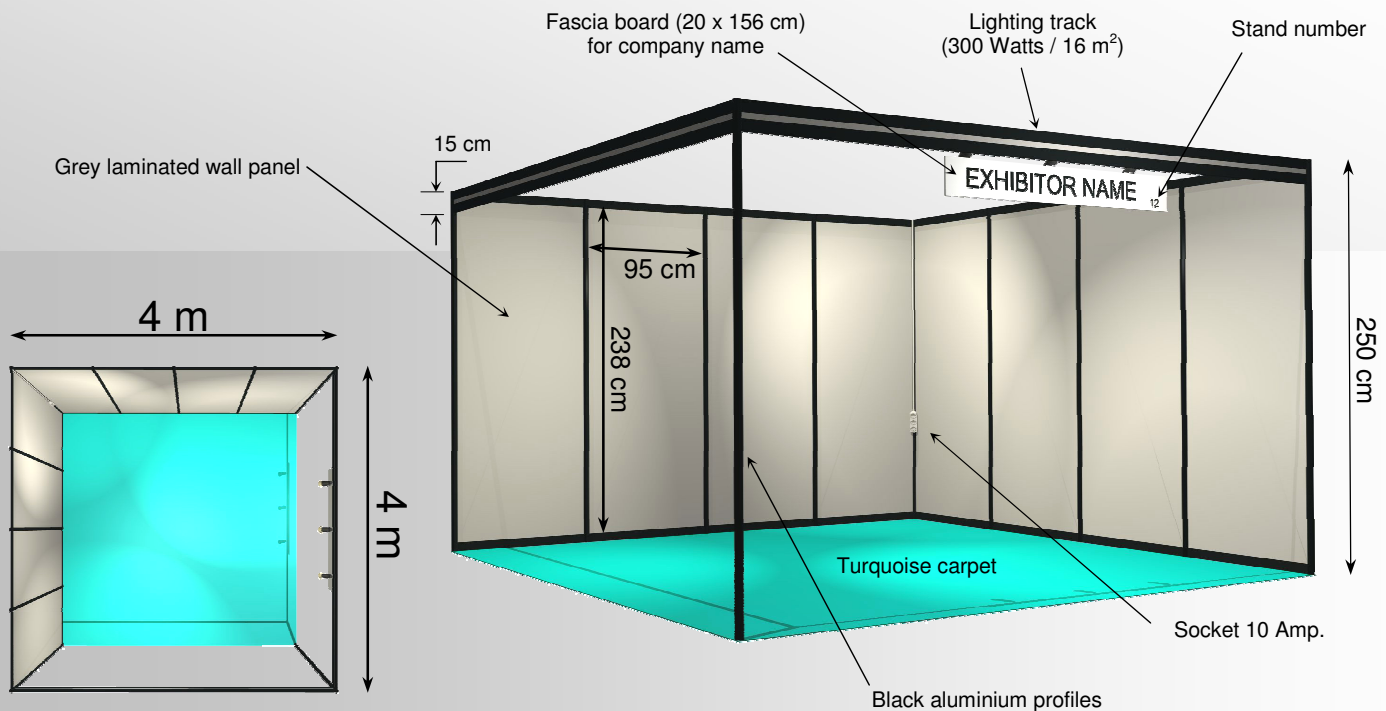 Fascia board (20 x 156 cm)
for company name
Lighting track
(300 Watts / 16 m²)
Stand number
15 cm
Grey laminated wall panel
EXHIBITOR NAME
12
95 cm
238 cm
250 cm
4 m
4 m
Turquoise carpet
Socket 10 Amp.
Black aluminium profiles